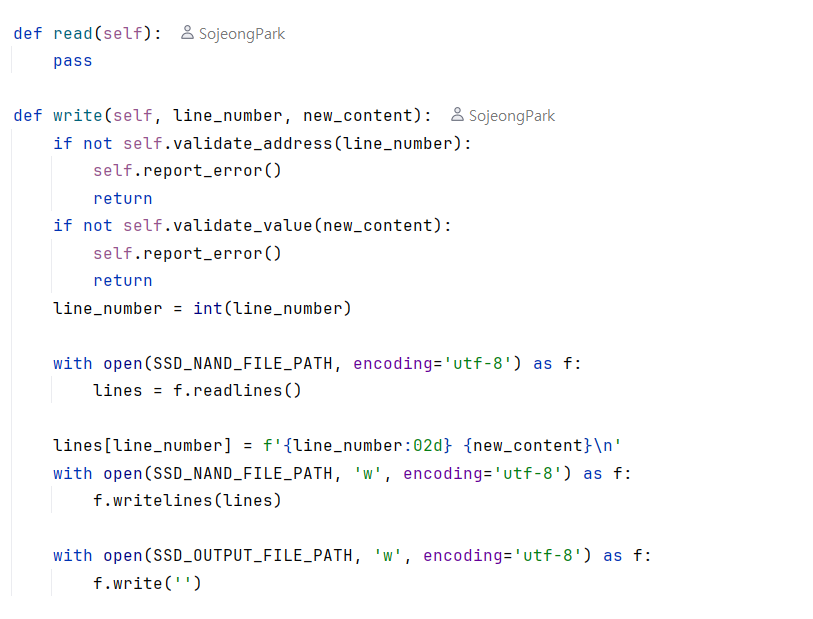 def read(self):  SojeongPark
    pass

def write(self, line_number, new_content):  SojeongPark
    if not self.validate_address(line_number):
        self.report_error()
        return
    if not self.validate_value(new_content):
        self.report_error()
        return
    line_number = int(line_number)

    with open(SSD_NAND_FILE_PATH, encoding='utf-8') as f:
        lines = f.readlines()

    lines[line_number] = f'{line_number:02d} {new_content}\n'
    with open(SSD_NAND_FILE_PATH, 'w', encoding='utf-8') as f:
        f.writelines(lines)

    with open(SSD_OUTPUT_FILE_PATH, 'w', encoding='utf-8') as f:
        f.write('')